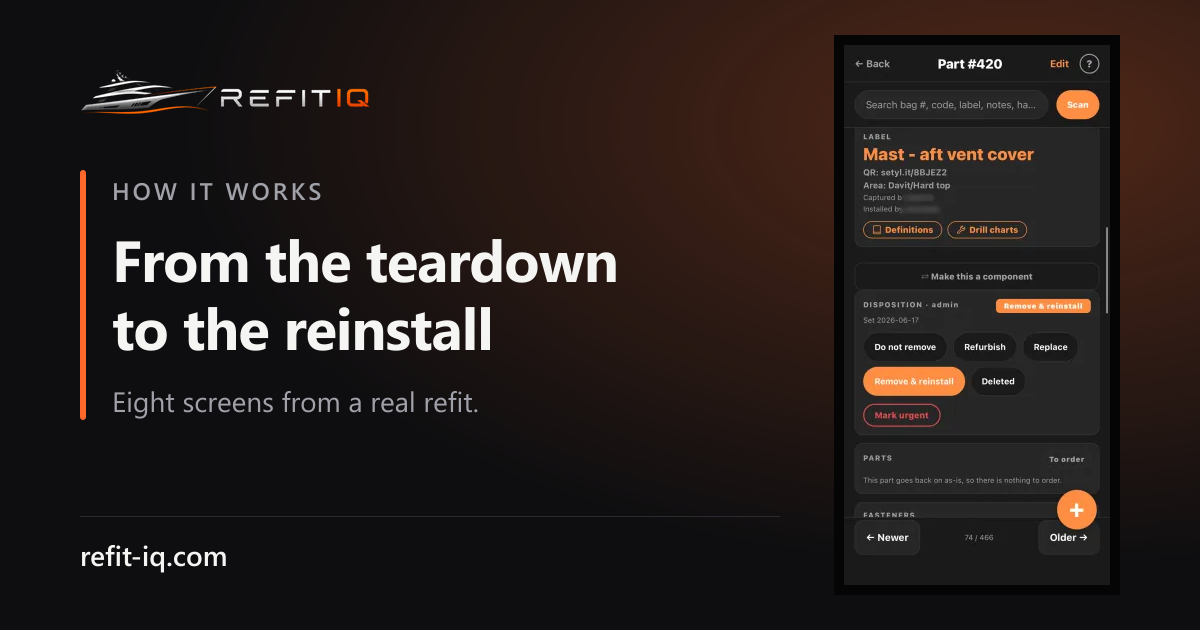 REFITIQ
HOW IT WORKS
From the teardown
to the reinstall
Eight screens from a real refit.
refit-iq.com
← Back
Part #420
Edit
?
Search bag #, code, label, notes, ha...
Scan
LABEL
Mast - aft vent cover
QR: setyl.it/8BJEZ2
Area: Davit/Hard top
Captured b
Installed by
Definitions
Drill charts
⇄ Make this a component
DISPOSITION · admin
Remove & reinstall
Set 2026-06-17
Do not remove
Refurbish
Replace
Remove & reinstall
Deleted
Mark urgent
PARTS
To order
This part goes back on as-is, so there is nothing to order.
FASTENERS
+
← Newer
74 / 466
Older →